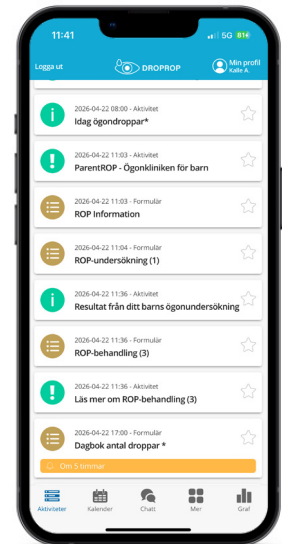 11:41
5G 81
Logga ut
DROPROP
Min profil
Kalle A.
2026-04-22 08:00 - Aktivitet
Idag ögondroppar*
2026-04-22 11:03 - Aktivitet
ParentROP - Ögonkliniken för barn
2026-04-22 11:03 - Formulär
ROP Information
2026-04-22 11:04 - Formulär
ROP-undersökning (1)
2026-04-22 11:36 - Aktivitet
Resultat från ditt barns ögonundersökning
2026-04-22 11:36 - Formulär
ROP-behandling (3)
2026-04-22 11:36 - Aktivitet
Läs mer om ROP-behandling (3)
2026-04-22 17:00 - Formulär
Dagbok antal droppar *
Om 5 timmar
Aktiviteter
Kalender
Chatt
Mer
Graf